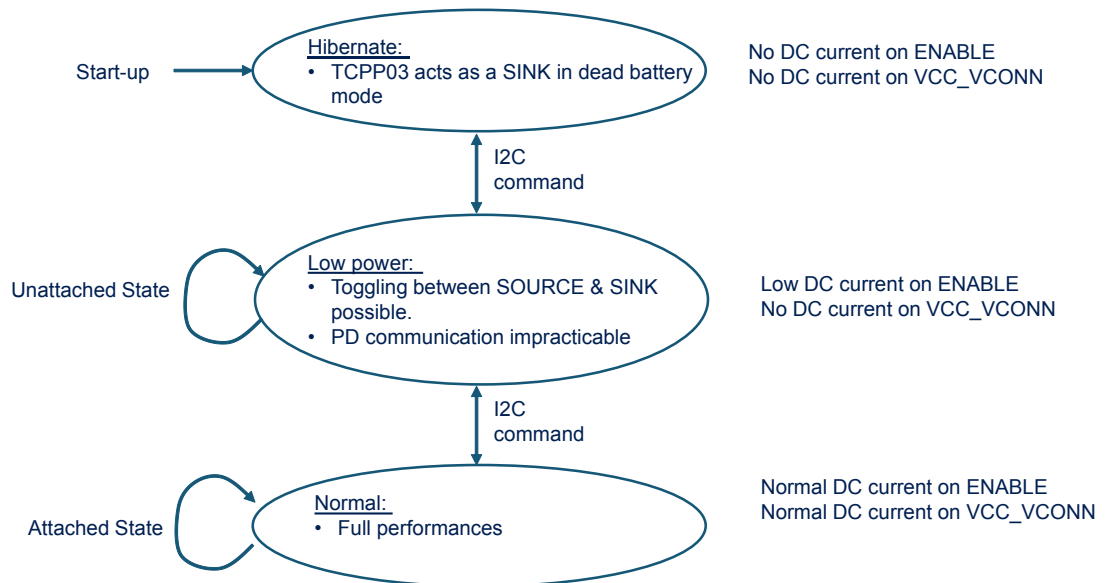 Start-up
Hibernate:
• TCPP03 acts as a SINK in dead battery
mode
No DC current on ENABLE
No DC current on VCC_VCONN
I2C
command
Unattached State
Low power:
• Toggling between SOURCE & SINK
possible.
• PD communication impracticable
Low DC current on ENABLE
No DC current on VCC_VCONN
I2C
command
Attached State
Normal:
• Full performances
Normal DC current on ENABLE
Normal DC current on VCC_VCONN